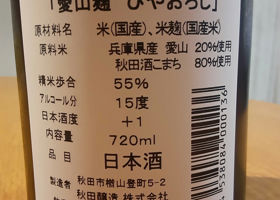 「愛山麹 ひやおろし」
原材料名 米(国産)、米麹(国産米)
原料米 兵庫県産 愛山 20%使用
秋田酒こまち 80%使用
精米歩合 55%
アルコール分 15度
日本酒度 +1
内容量 720ml
日本酒
製造者 秋田市楢山登町5-2
秋田醸造 株式会
4538084000136